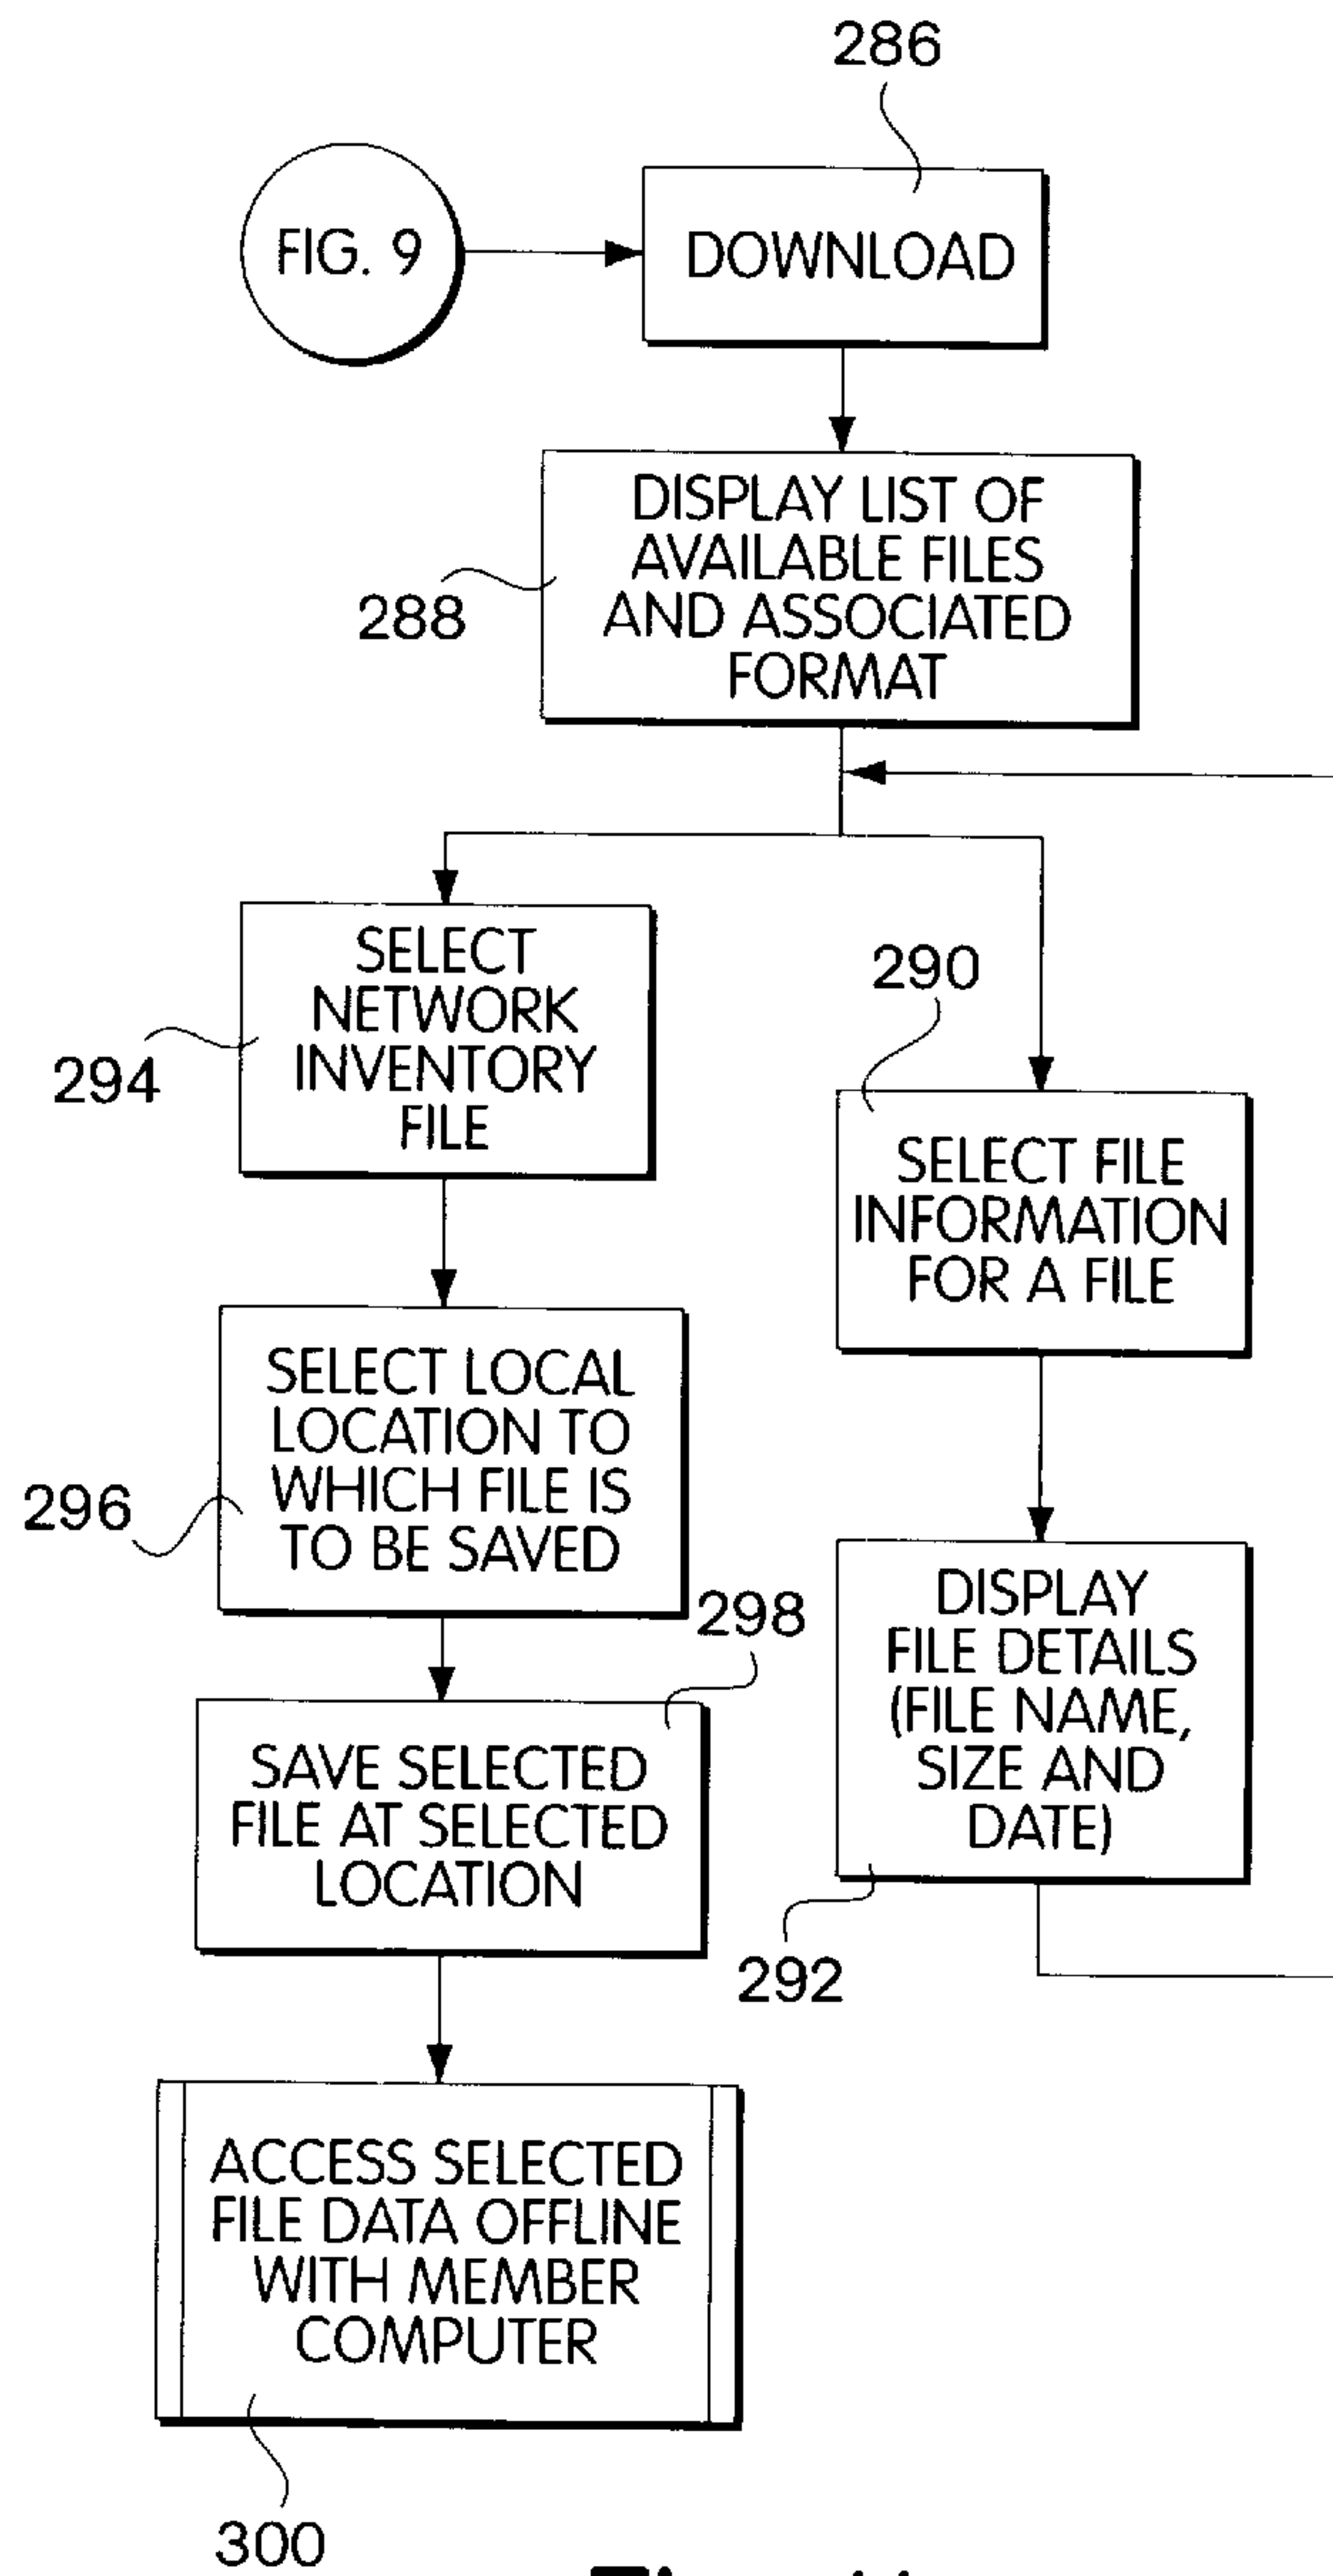 286
FIG. 9
DOWNLOAD
DISPLAY LIST OF
AVAILABLE FILES
AND ASSOCIATED
FORMAT
288
SELECT
NETWORK
INVENTORY
FILE
294
290
SELECT FILE
INFORMATION
FOR A FILE
SELECT LOCAL
LOCATION TO
WHICH FILE IS
TO BE SAVED
296
298
DISPLAY
FILE DETAILS
(FILE NAME,
SIZE AND
DATE)
292
SAVE SELECTED
FILE AT SELECTED
LOCATION
ACCESS SELECTED
FILE DATA OFFLINE
WITH MEMBER
COMPUTER
300